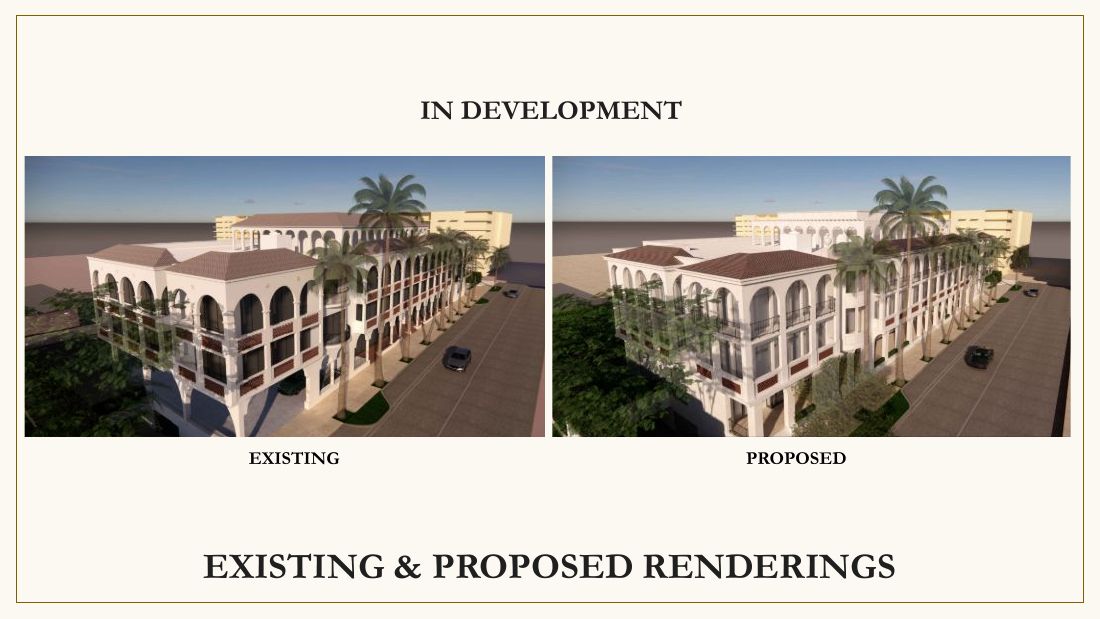 IN DEVELOPMENT
EXISTING
PROPOSED
EXISTING & PROPOSED RENDERINGS